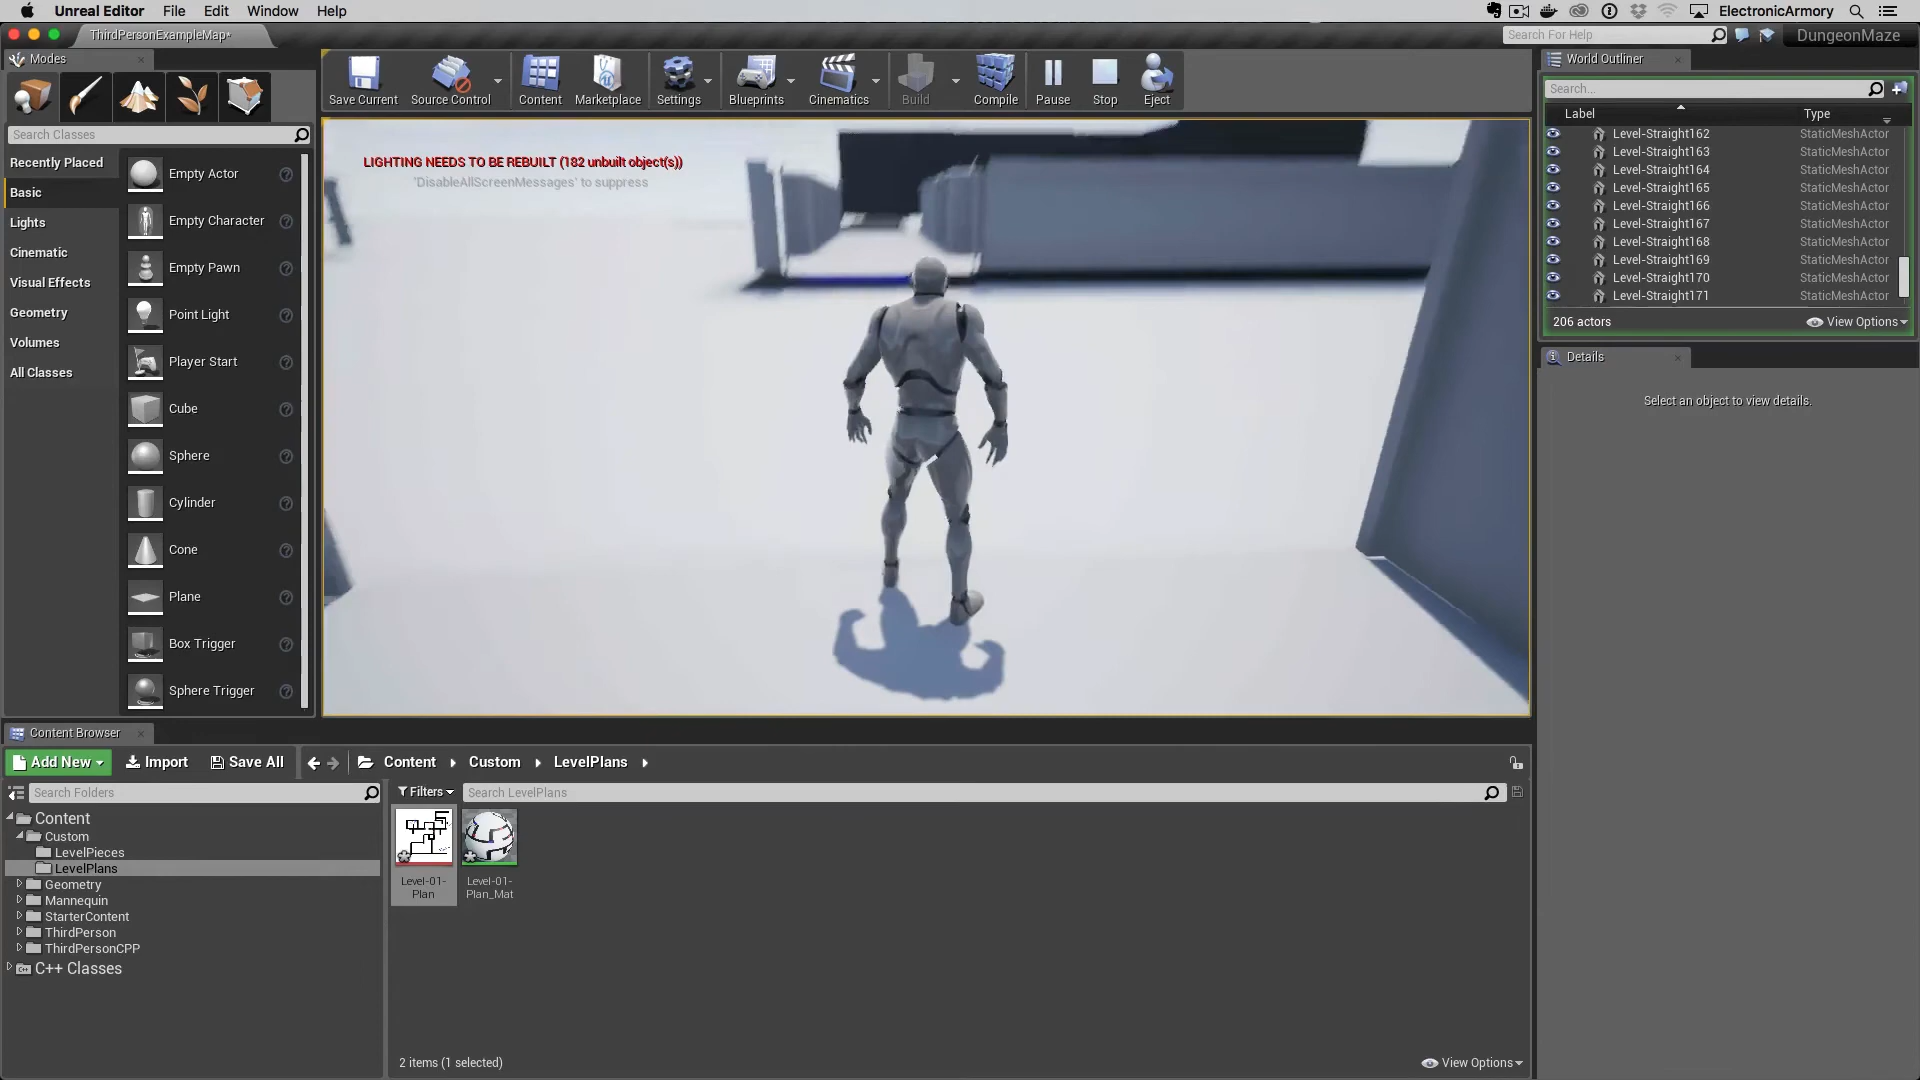 Unreal Editor File Edit Window Help ElectronicArmory
ThirdPersonExampleMap*
Search For Help
DungeonMaze
Modes
Search Classes
Recently Placed
Basic
Lights
Cinematic
Visual Effects
Geometry
Volumes
All Classes
Empty Actor
Empty Character
Empty Pawn
Point Light
Player Start
Cube
Sphere
Cylinder
Cone
Plane
Box Trigger
Sphere Trigger
Save Current
Source Control
Content
Marketplace
Settings
Blueprints
Cinematics
Build
Compile
Pause
Stop
Eject
LIGHTING NEEDS TO BE REBUILT (182 unbuilt object(s))
'DisableAllScreenMessages' to suppress
World Outliner
Search...
Label Type
Level-Straight162 StaticMeshActor
Level-Straight163 StaticMeshActor
Level-Straight164 StaticMeshActor
Level-Straight165 StaticMeshActor
Level-Straight166 StaticMeshActor
Level-Straight167 StaticMeshActor
Level-Straight168 StaticMeshActor
Level-Straight169 StaticMeshActor
Level-Straight170 StaticMeshActor
Level-Straight171 StaticMeshActor
206 actors View Options
Details
Select an object to view details.
Content Browser
Add New Import Save All Content Custom LevelPlans
Search Folders
Content
Custom
LevelPieces
LevelPlans
Geometry
Mannequin
StarterContent
ThirdPerson
ThirdPersonCPP
C++ Classes
Filters Search LevelPlans
Level-01-
Plan
Level-01-
Plan_Mat
2 items (1 selected) View Options